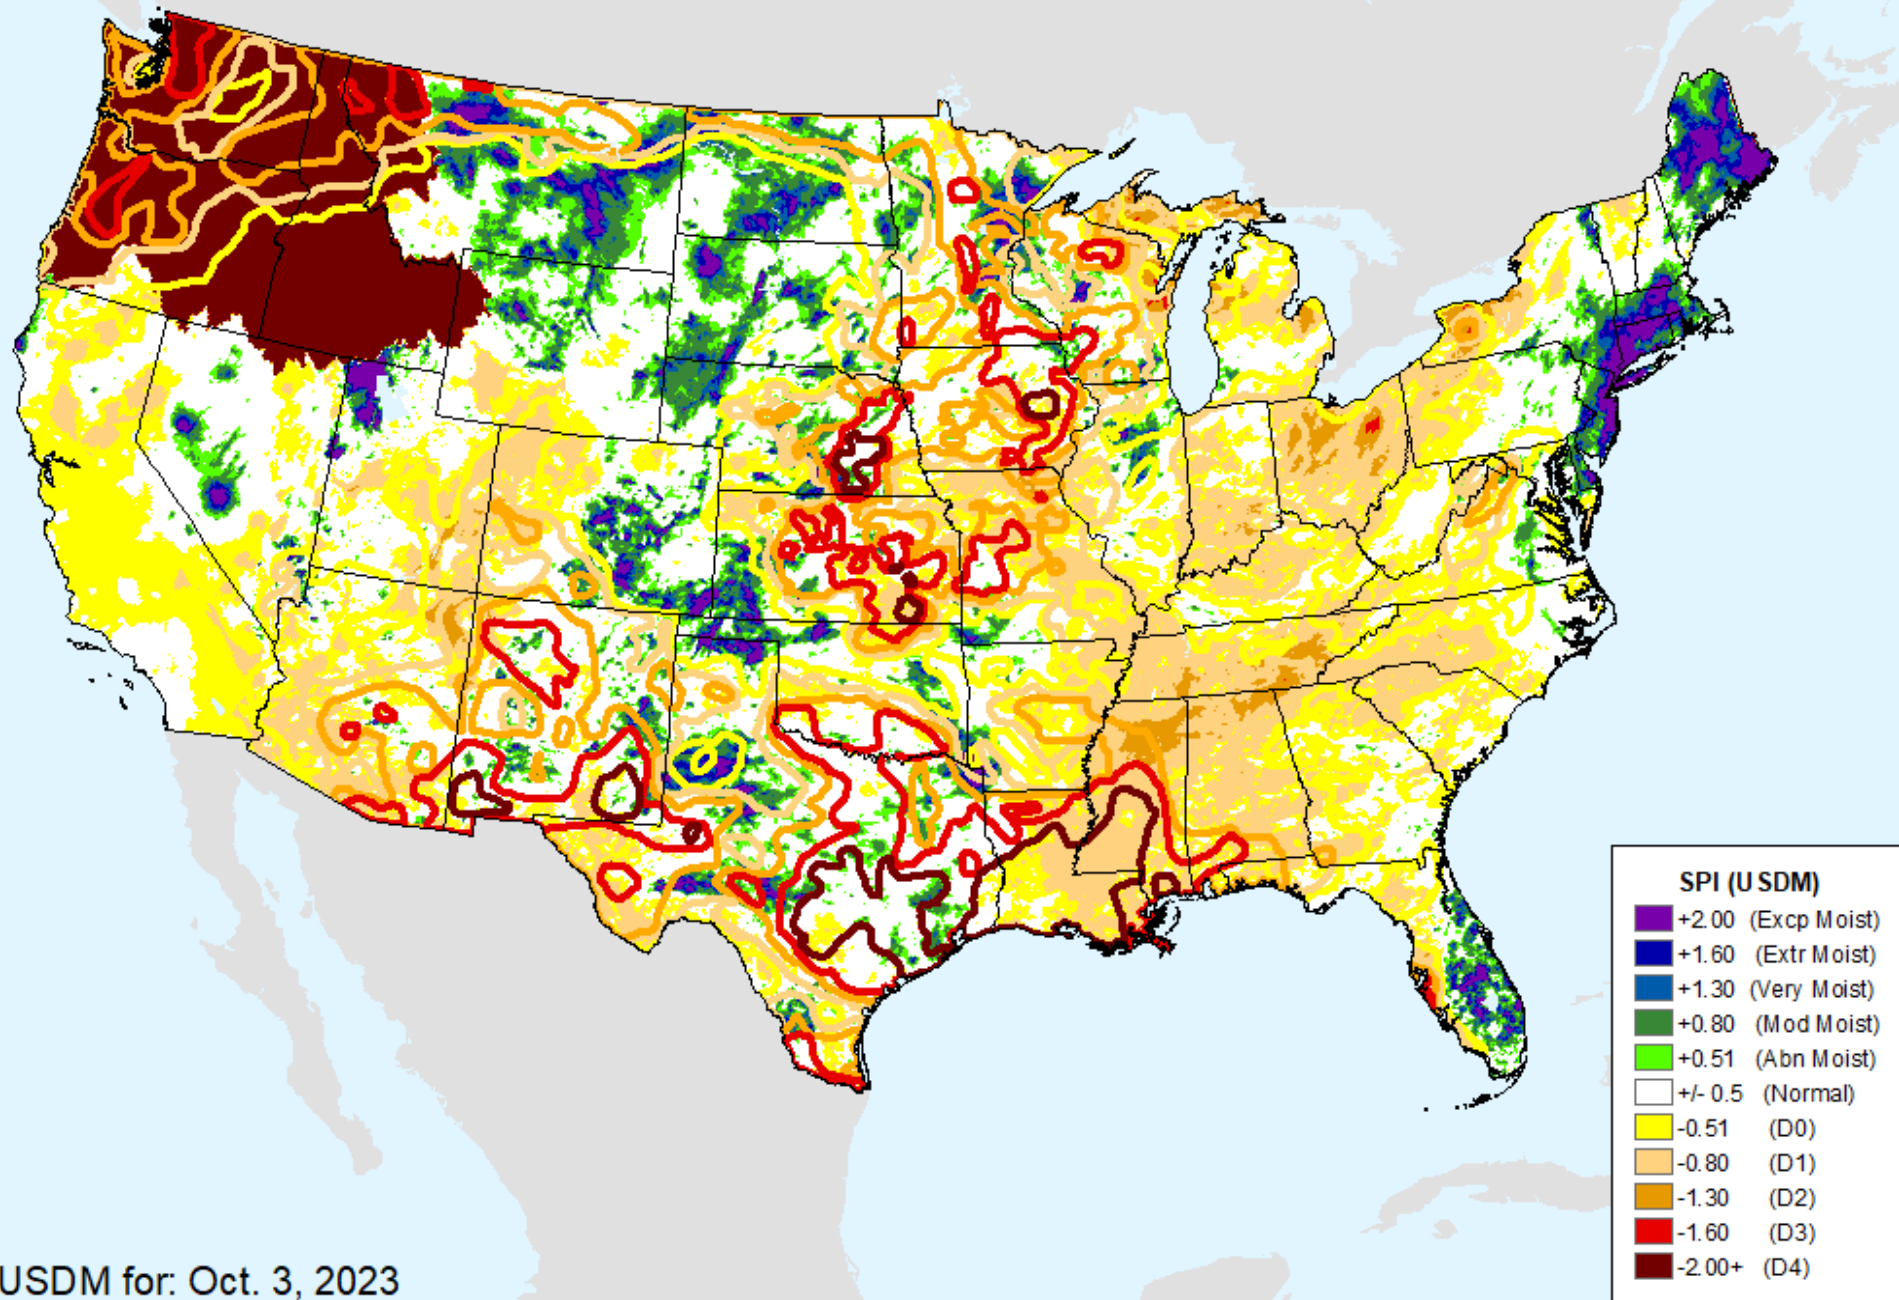 SPI (USDM)
+2.00 (Excp Moist)
+1.60 (Extr Moist)
+1.30 (Very Moist)
+0.80 (Mod Moist)
+0.51 (Abn Moist)
+/- 0.5 (Normal)
-0.51 (D0)
-0.80 (D1)
-1.30 (D2)
-1.60 (D3)
-2.00+ (D4)
USDM for: Oct. 3, 2023